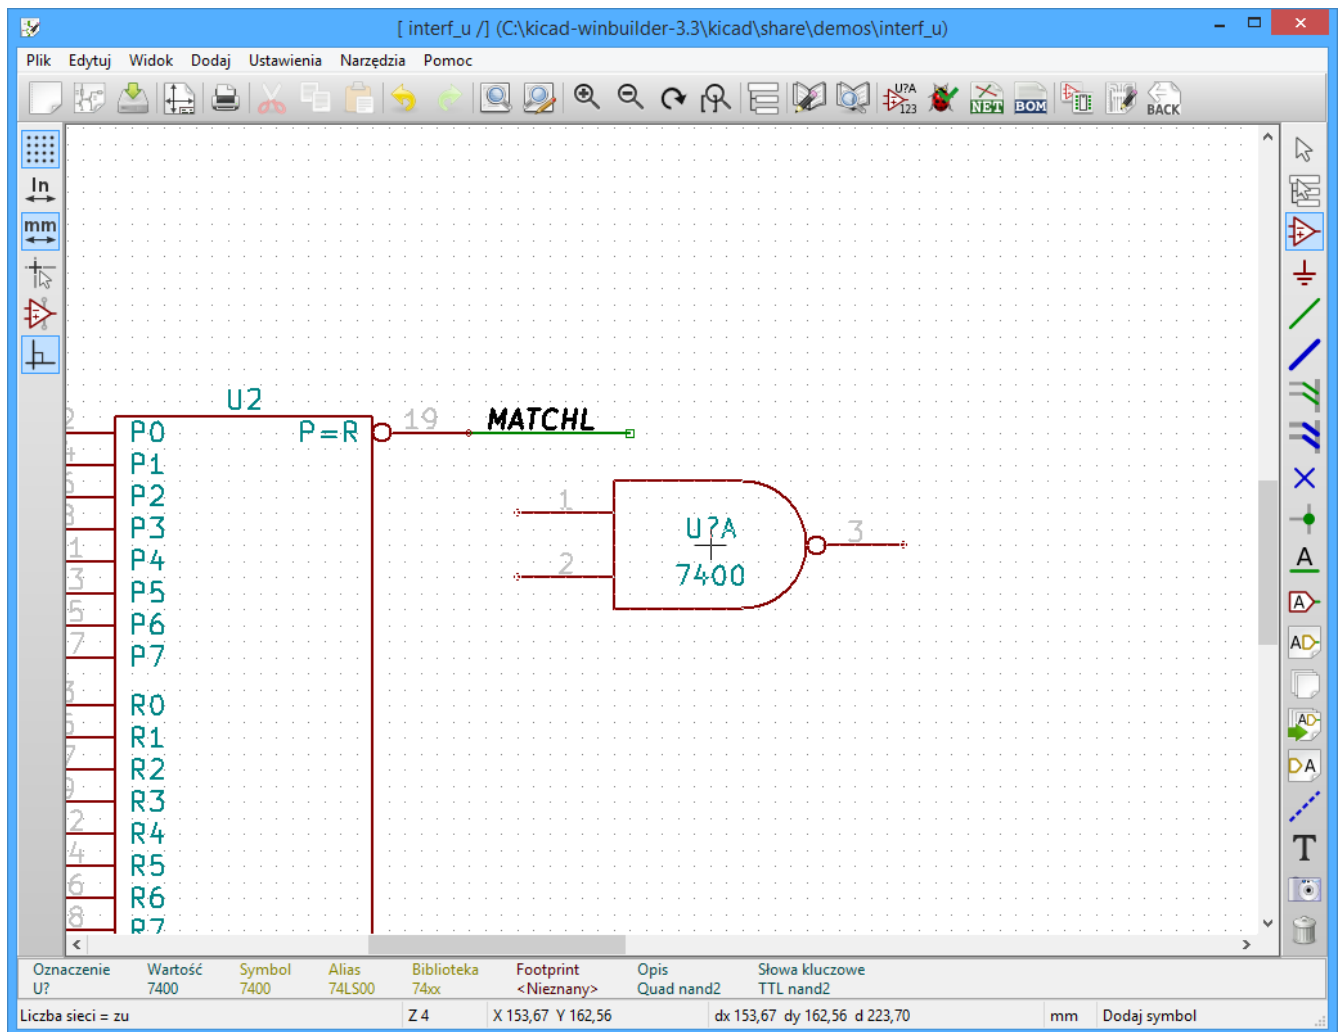 [ interf_u /] (C:\kicad-winbuilder-3.3\kicad\share\demos\interf_u)
Plik Edytuj Widok Dodaj Ustawienia Narzędzia Pomoc
U?A
123
NET
BOM
BACK
In
mm
U2
19
MATCHL
P0 P=R
P1
P2
P3
P4
P5
P6
P7
R0
R1
R2
R3
R4
R5
R6
R7
1
2
3
U?A
7400
A
A
AD
AD
DA
T
Oznaczenie Wartość Symbol Alias Biblioteka Footprint Opis Słowa kluczowe
U? 7400 7400 74LS00 74xx <Nieznany> Quad nand2 TTL nand2
Liczba sieci = zu Z 4 X 153,67 Y 162,56 dx 153,67 dy 162,56 d 223,70 mm Dodaj symbol